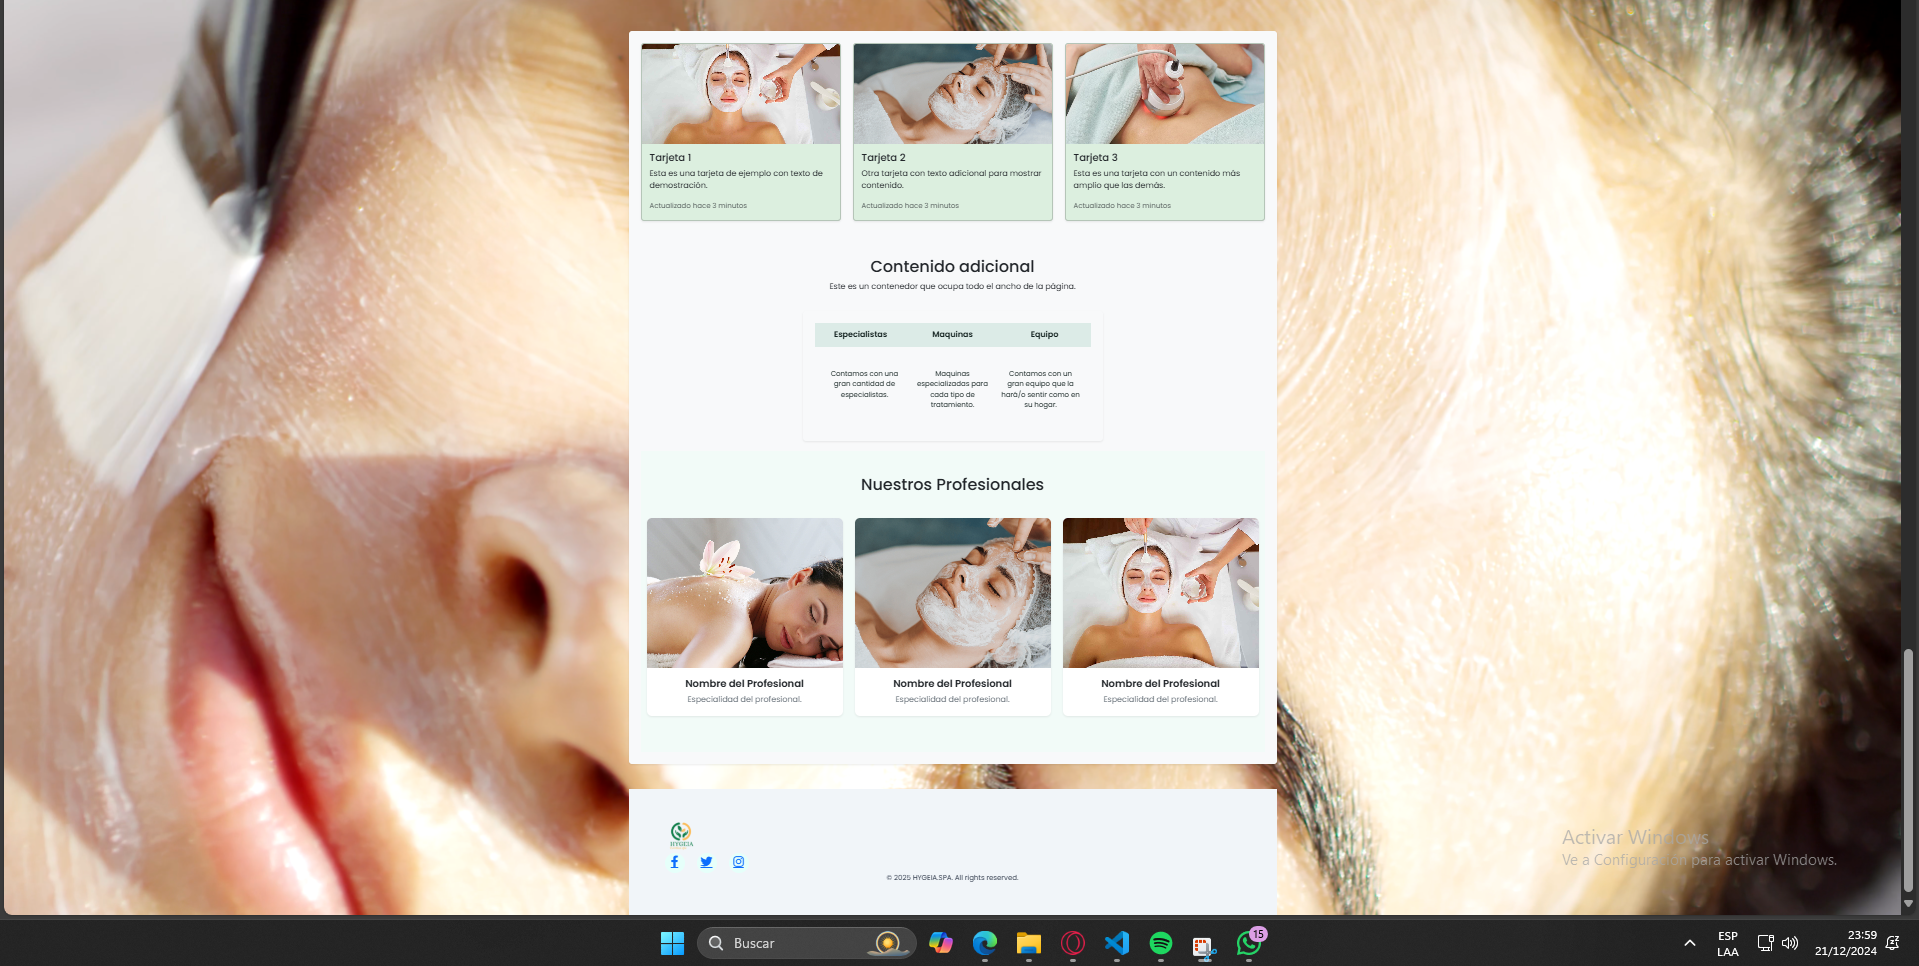 Tarjeta 1
Esta es una tarjeta de ejemplo con texto de
demostración.
Actualizado hace 3 minutos
Tarjeta 2
Otra tarjeta con texto adicional para mostrar
contenido.
Actualizado hace 3 minutos
Tarjeta 3
Esta es una tarjeta con un contenido más
amplio que las demás.
Actualizado hace 3 minutos
Contenido adicional
Este es un contenedor que ocupa todo el ancho de la página.
Especialistas Maquinas Equipo
Contamos con una
gran cantidad de
especialistas.
Maquinas
especializadas para
cada tipo de
tratamiento.
Contamos con un
gran equipo que la
hará/o sentir como en
su hogar.
Nuestros Profesionales
Nombre del Profesional
Especialidad del profesional.
Nombre del Profesional
Especialidad del profesional.
Nombre del Profesional
Especialidad del profesional.
HYGEIA
© 2025 HYGEIA.SPA. All rights reserved.
Activar Windows
Ve a Configuración para activar Windows.
Buscar
15
ESP
LAA
23:59
21/12/2024